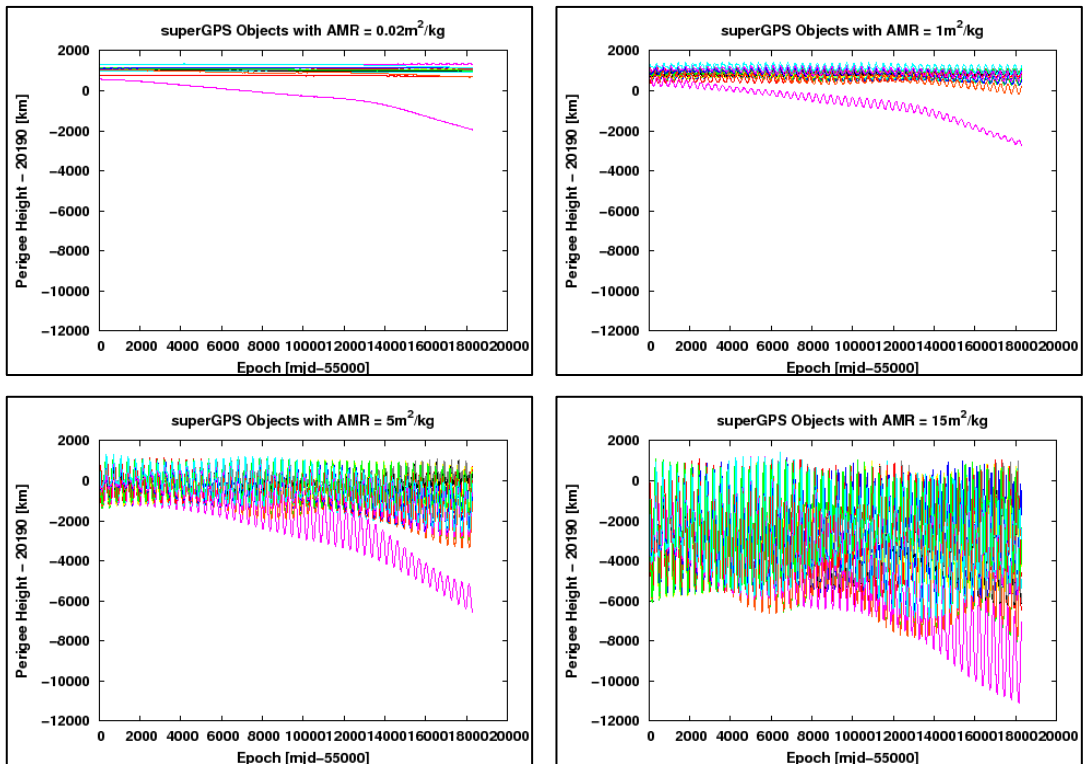 superGPS Objects with AMR = 0.02m²/kg
Perigee Height − 20190 [km]
2000
0
−2000
−4000
−6000
−8000
−10000
−12000
0 2000 4000 6000 8000 10000 12000 14000 16000 18000 20000
Epoch [mjd−55000]
superGPS Objects with AMR = 1m²/kg
Perigee Height − 20190 [km]
2000
0
−2000
−4000
−6000
−8000
−10000
−12000
0 2000 4000 6000 8000 10000 12000 14000 16000 18000 20000
Epoch [mjd−55000]
superGPS Objects with AMR = 5m²/kg
Perigee Height − 20190 [km]
2000
0
−2000
−4000
−6000
−8000
−10000
−12000
0 2000 4000 6000 8000 10000 12000 14000 16000 18000 20000
Epoch [mjd−55000]
superGPS Objects with AMR = 15m²/kg
Perigee Height − 20190 [km]
2000
0
−2000
−4000
−6000
−8000
−10000
−12000
0 2000 4000 6000 8000 10000 12000 14000 16000 18000 20000
Epoch [mjd−55000]